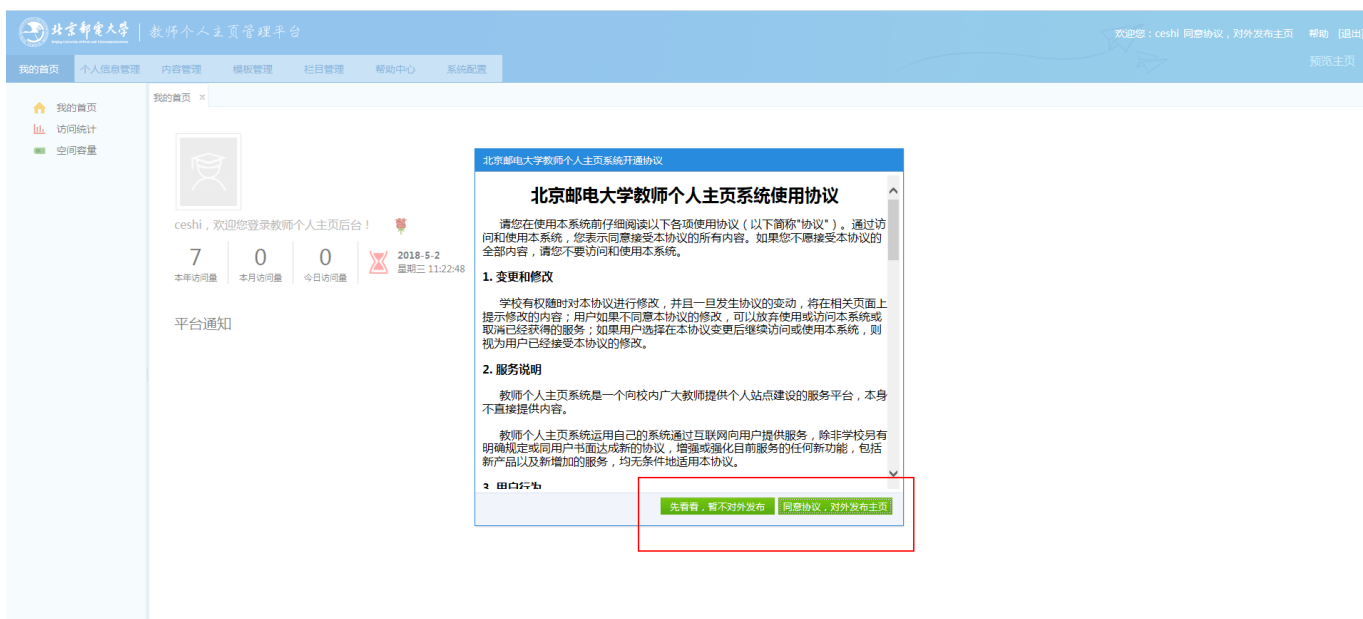 北京邮电大学 教师个人主页管理平台
欢迎您：ceshi 同意协议，对外发布主页 帮助 [退出]
我的首页 个人信息管理 内容管理 模板管理 栏目管理 帮助中心 系统配置
预览主页
我的首页
访问统计
空间容量
我的首页 ×
ceshi，欢迎您登录教师个人主页后台！
7 0 0
本年访问量 本月访问量 今日访问量
2018-5-2
星期三 11:22:48
平台通知
北京邮电大学教师个人主页系统开通协议
北京邮电大学教师个人主页系统使用协议
请您在使用本系统前仔细阅读以下各项使用协议（以下简称"协议"）。通过访
问和使用本系统，您表示同意接受本协议的所有内容。如果您不愿接受本协议的
全部内容，请您不要访问和使用本系统。
1. 变更和修改
学校有权随时对本协议进行修改，并且一旦发生协议的变动，将在相关页面上
提示修改的内容；用户如果不同意本协议的修改，可以放弃使用或访问本系统或
取消已经获得的服务；如果用户选择在本协议变更后继续访问或使用本系统，则
视为用户已经接受本协议的修改。
2. 服务说明
教师个人主页系统是一个向校内广大教师提供个人站点建设的服务平台，本身
不直接提供内容。
教师个人主页系统运用自己的系统通过互联网向用户提供服务，除非学校另有
明确规定或同用户书面达成新的协议，增强或强化目前服务的任何新功能，包括
新产品以及新增加的服务，均无条件地适用本协议。
3. 用户行为
先看看，暂不对外发布 同意协议，对外发布主页